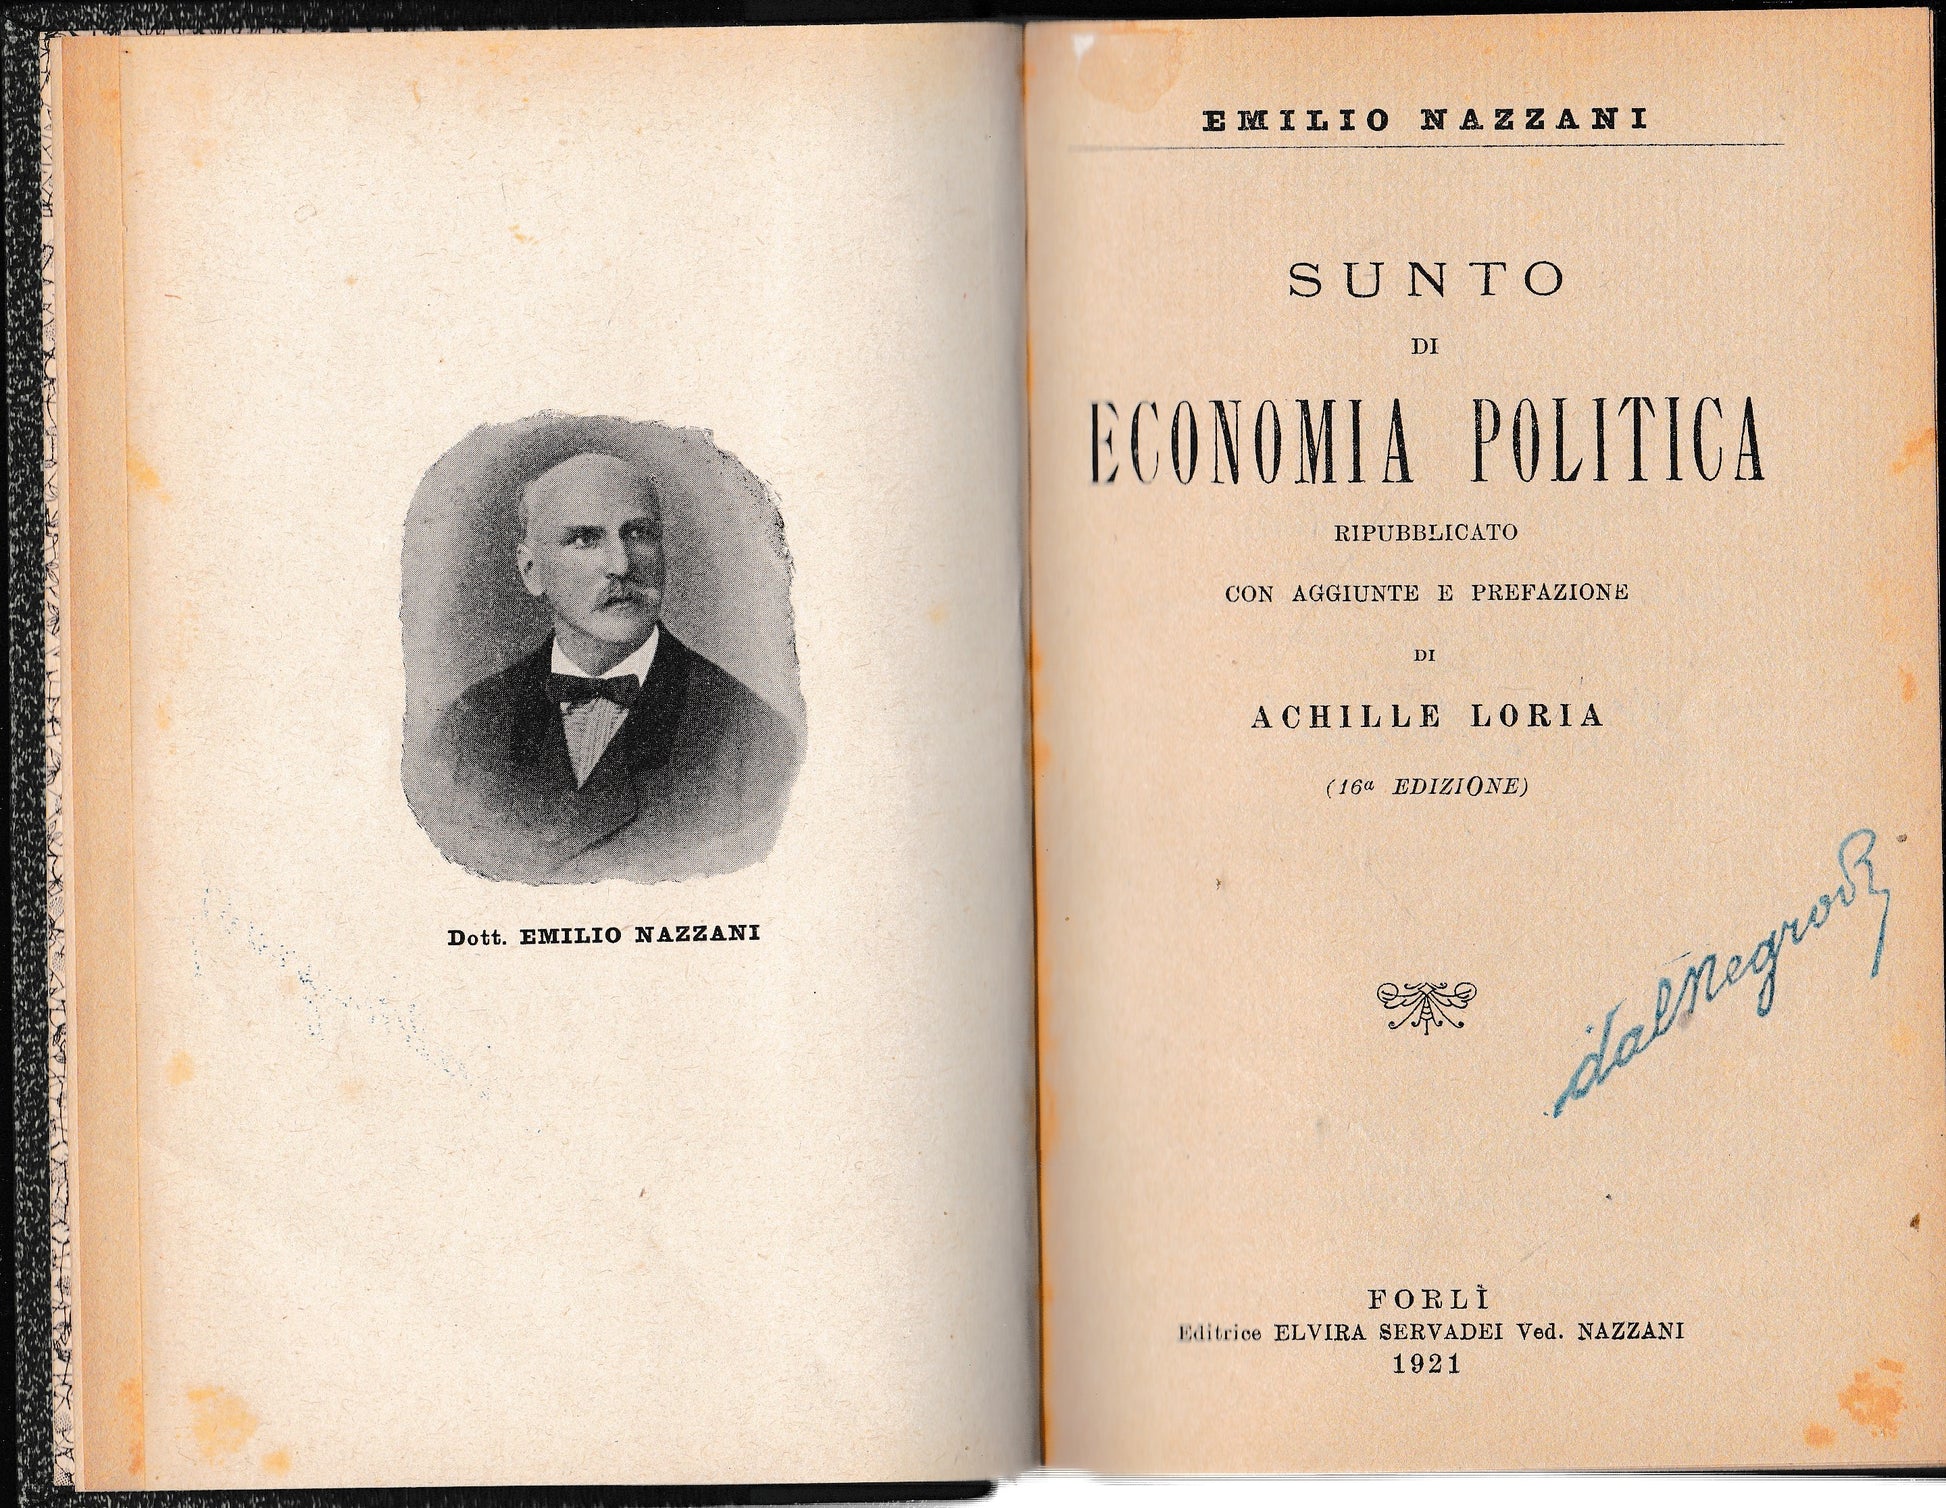 Dott. EMILIO NAZZANI
EMILIO NAZZANI
SUNTO
DI
ECONOMIA POLITICA
RIPUBBLICATO
CON AGGIUNTE E PREFAZIONE
DI
ACHILLE LORIA
(16ª EDIZIONE)
dalnegro
FORLÌ
Editrice ELVIRA SERVADEI Ved. NAZZANI
1921